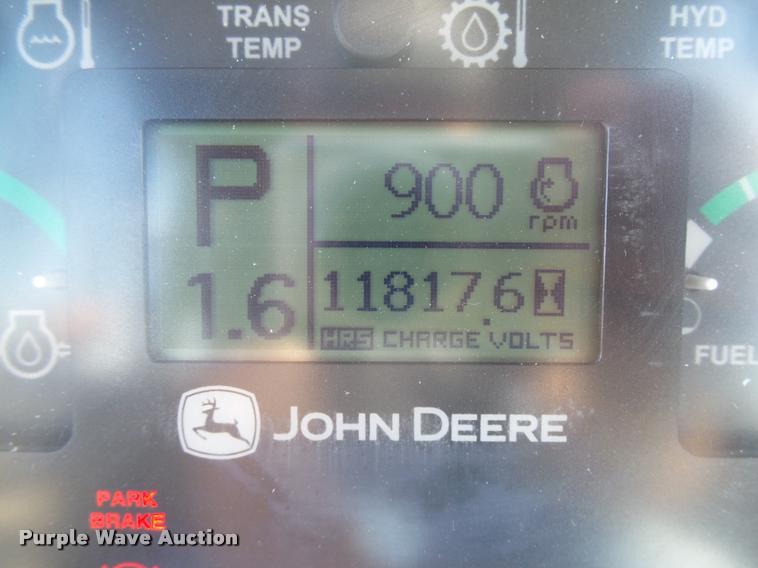 TRANS
TEMP
HYD
TEMP
P
900
rpm
1.6
11817.6
HRS CHARGE VOLTS
FUEL
JOHN DEERE
PARK
BRAKE
Purple Wave Auction